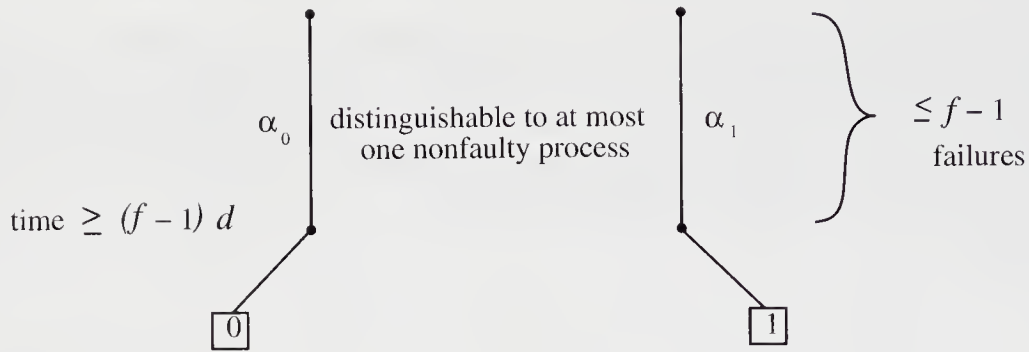 α₀
distinguishable to at most
one nonfaulty process
α₁
≤ f − 1
failures
time ≥ (f − 1) d
0
1